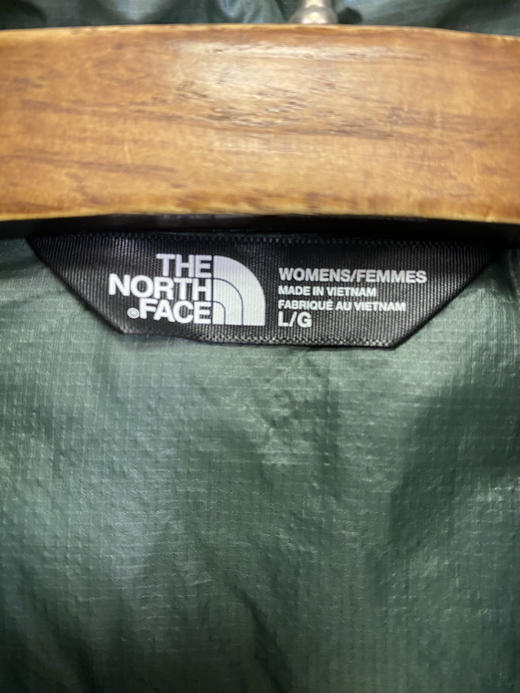 THE
NORTH
®FACE
WOMENS/FEMMES
MADE IN VIETNAM
FABRIQUÉ AU VIETNAM
L/G